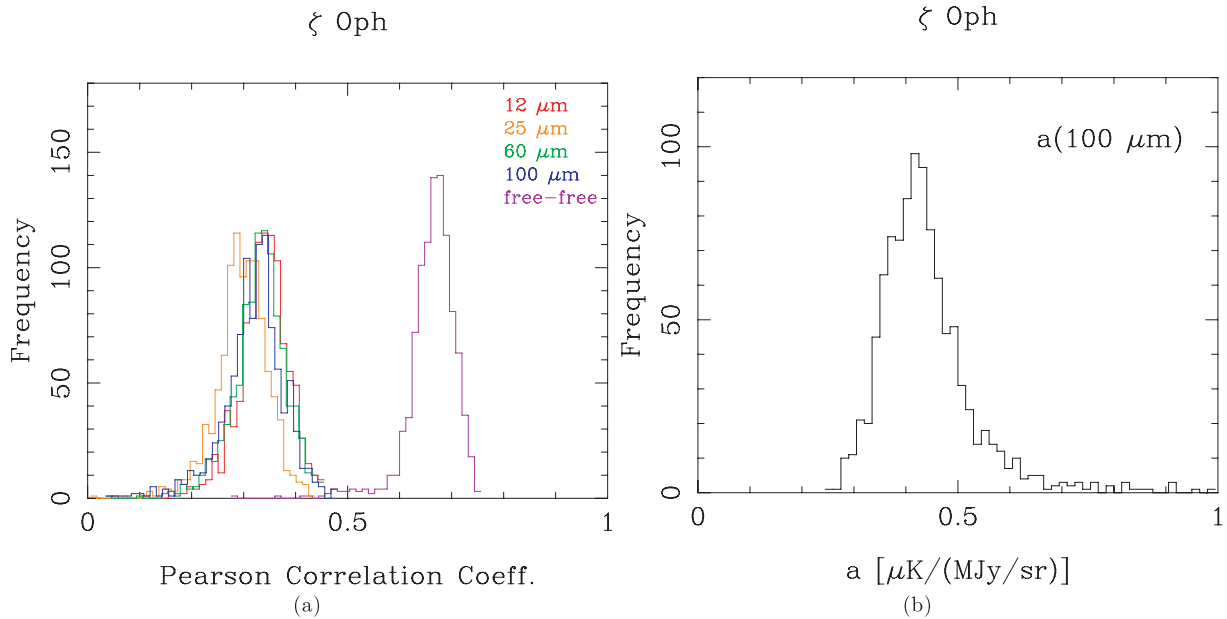 ζ Oph
Frequency
150
100
50
0
12 μm
25 μm
60 μm
100 μm
free-free
0 0.5 1
Pearson Correlation Coeff.
(a)
ζ Oph
Frequency
100
50
0
a(100 μm)
0 0.5 1
a [μK/(MJy/sr)]
(b)